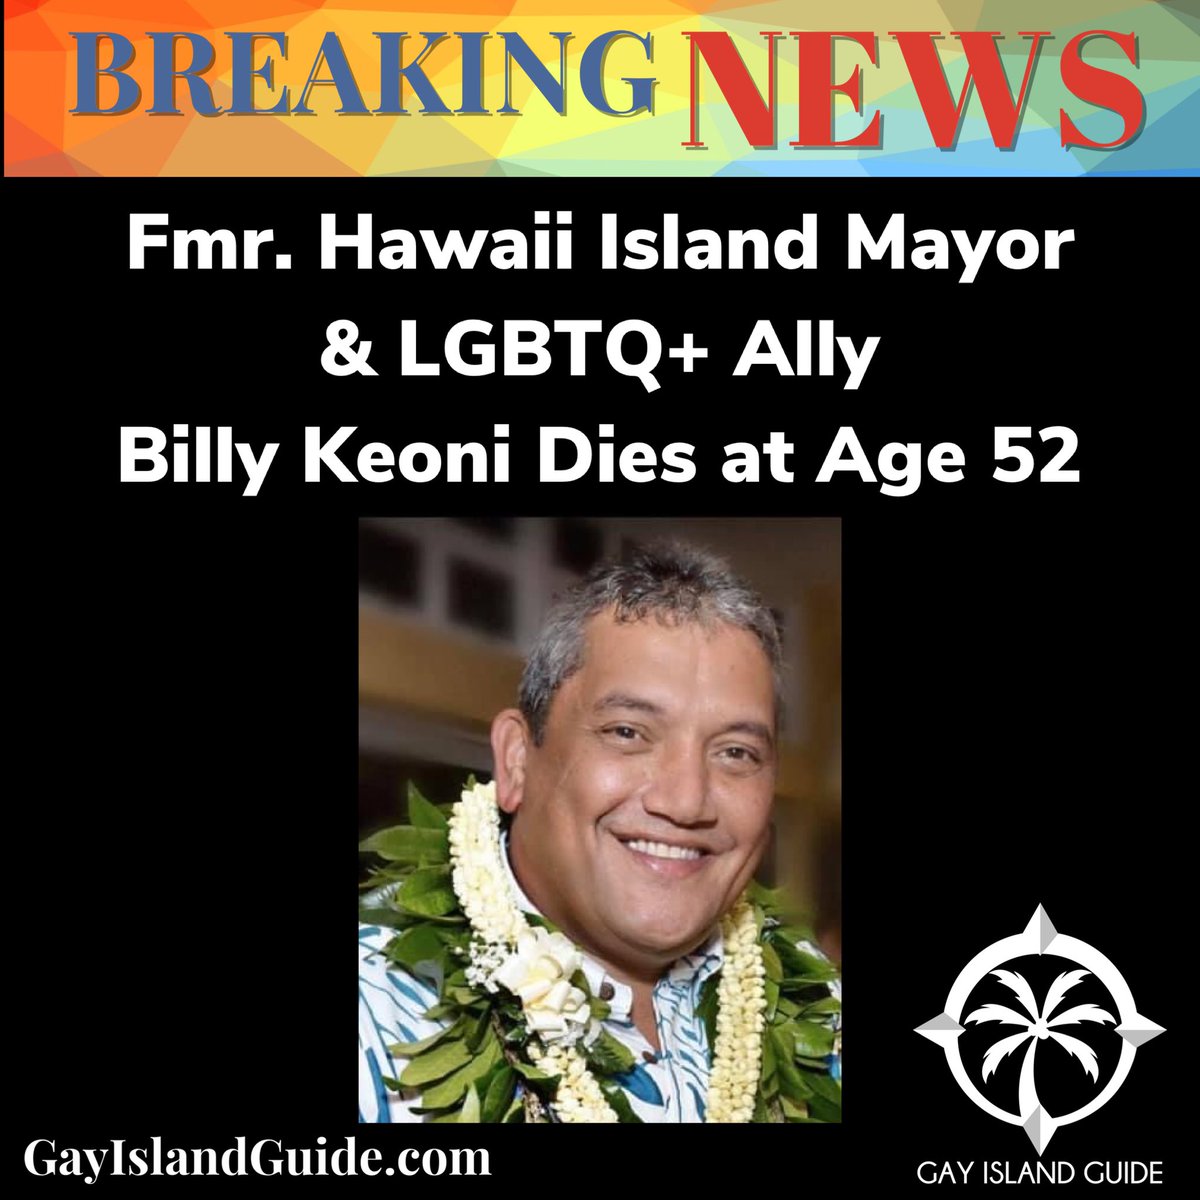 BREAKING NEWS
Fmr. Hawaii Island Mayor
& LGBTQ+ Ally
Billy Keoni Dies at Age 52
GayIslandGuide.com
GAY ISLAND GUIDE